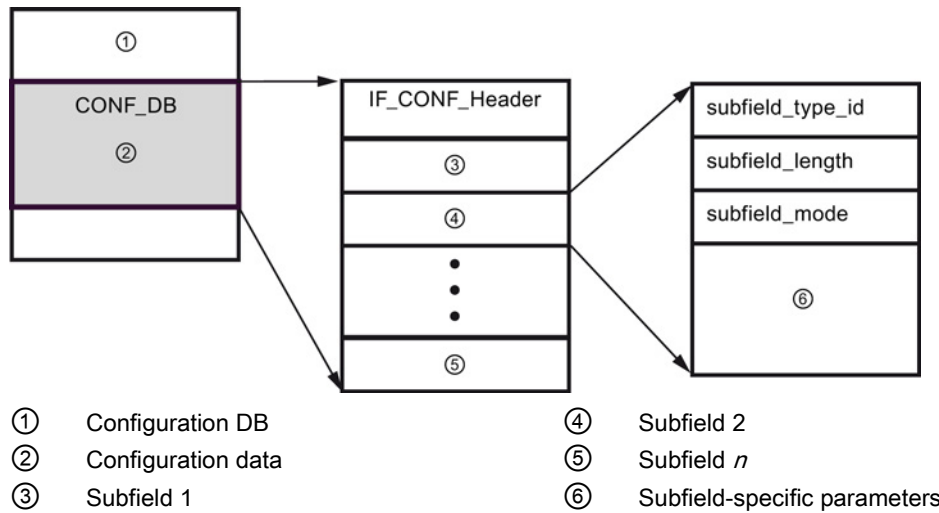 ①
CONF_DB
②
IF_CONF_Header
③
④
⑤
subfield_type_id
subfield_length
subfield_mode
⑥
① Configuration DB
② Configuration data
③ Subfield 1
④ Subfield 2
⑤ Subfield n
⑥ Subfield-specific parameters